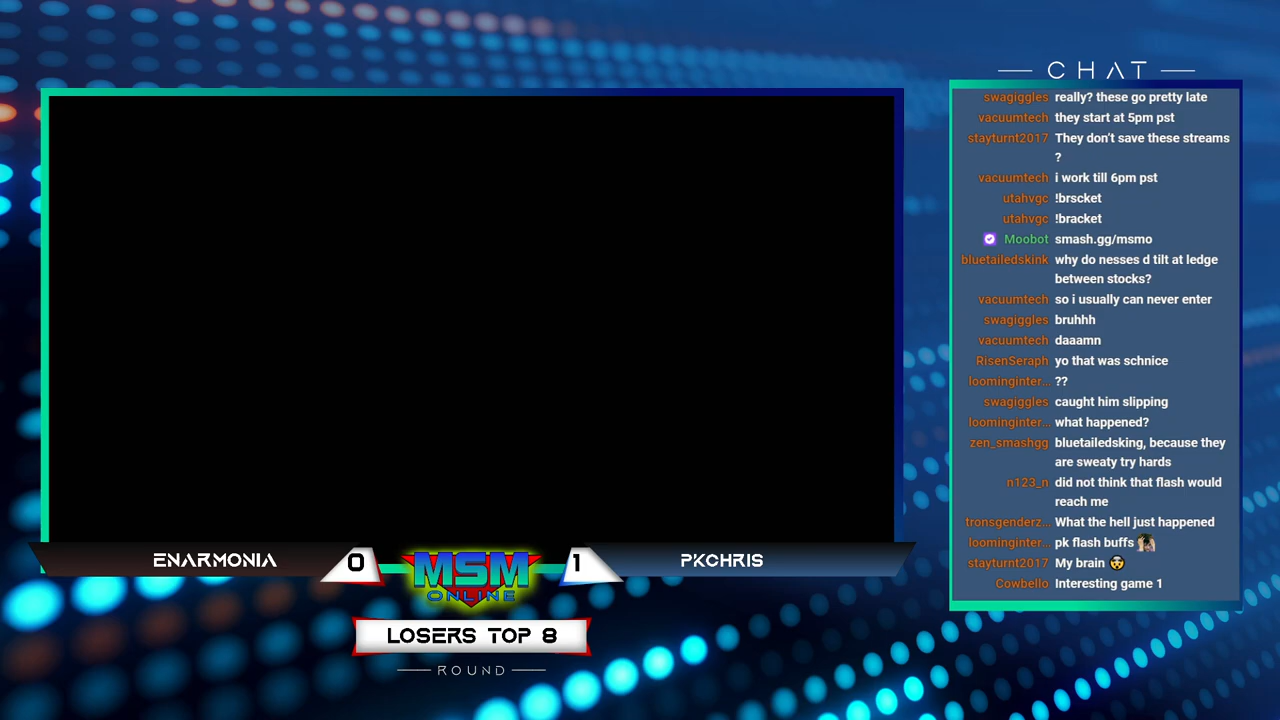 CHAT
swagiggles really? these go pretty late
vacuumtech they start at 5pm pst
stayturnt2017 They don't save these streams
?
vacuumtech i work till 6pm pst
utahvgc !brscket
utahvgc !bracket
Moobot smash.gg/msmo
bluetailedskink why do nesses d tilt at ledge
between stocks?
vacuumtech so i usually can never enter
swagiggles bruhhh
vacuumtech daaamn
RisenSeraph yo that was schnice
loominginter... ??
swagiggles caught him slipping
loominginter... what happened?
zen_smashgg bluetailedsking, because they
are sweaty try hards
n123_n did not think that flash would
reach me
tronsgenderz... What the hell just happened
loominginter... pk flash buffs
stayturnt2017 My brain 🤯
Cowbello Interesting game 1
ENARMONIA 0 MSM 1 PKCHRIS
ONLINE
LOSERS TOP 8
ROUND